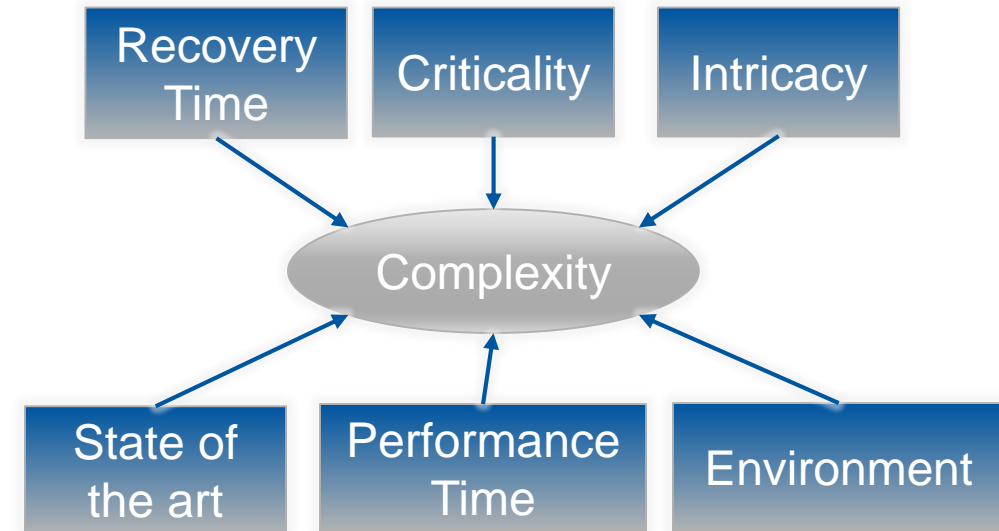 Recovery
Time
Criticality
Intricacy
Complexity
State of
the art
Performance
Time
Environment